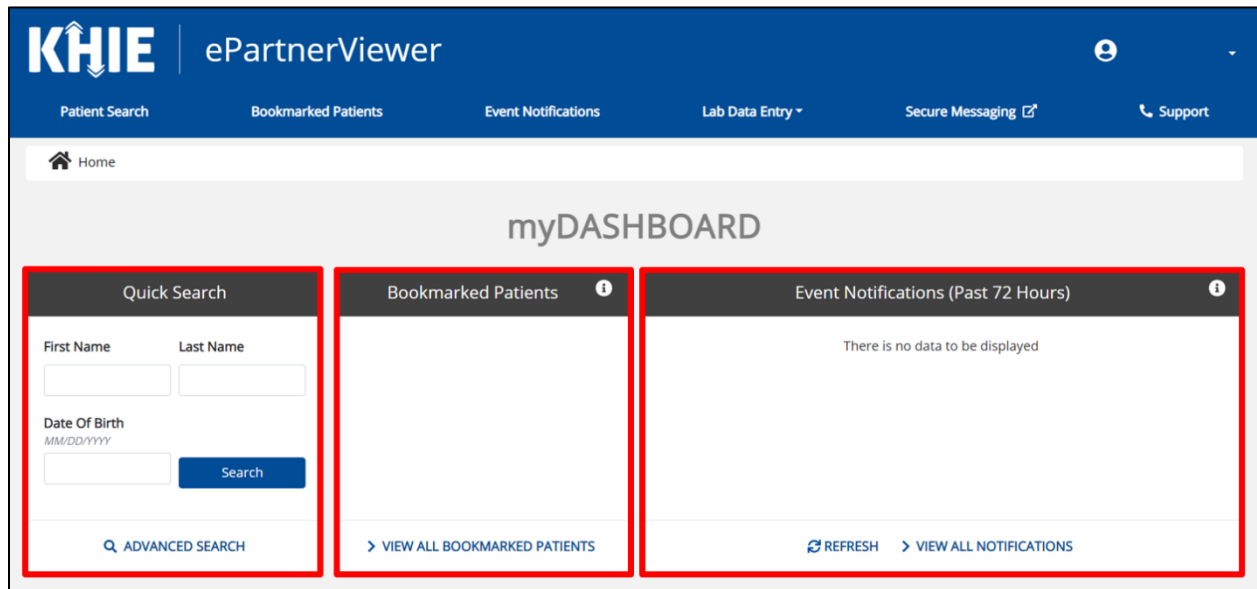 KHIE ePartnerViewer
Patient Search Bookmarked Patients Event Notifications Lab Data Entry Secure Messaging Support
Home
myDASHBOARD
Quick Search
First Name Last Name
Date Of Birth
MM/DD/YYYY
Search
ADVANCED SEARCH
Bookmarked Patients
VIEW ALL BOOKMARKED PATIENTS
Event Notifications (Past 72 Hours)
There is no data to be displayed
REFRESH VIEW ALL NOTIFICATIONS